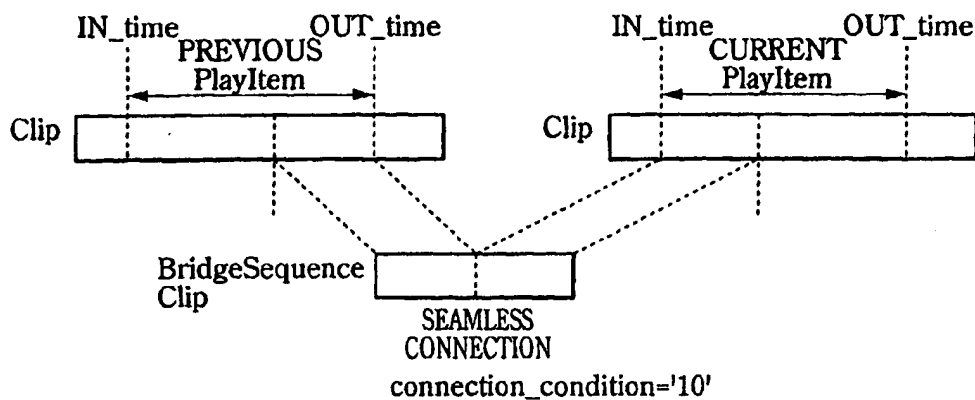 IN_time OUT_time IN_time OUT_time
PREVIOUS CURRENT
PlayItem PlayItem
Clip Clip
BridgeSequence
Clip
SEAMLESS
CONNECTION
connection_condition='10'